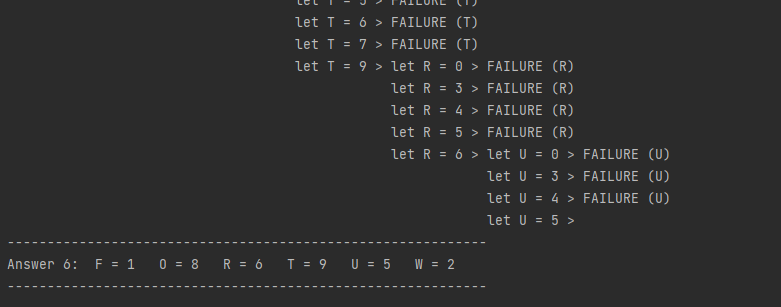 let T = 5 > FAILURE (T)
let T = 6 > FAILURE (T)
let T = 7 > FAILURE (T)
let T = 9 > let R = 0 > FAILURE (R)
let R = 3 > FAILURE (R)
let R = 4 > FAILURE (R)
let R = 5 > FAILURE (R)
let R = 6 > let U = 0 > FAILURE (U)
let U = 3 > FAILURE (U)
let U = 4 > FAILURE (U)
let U = 5 >
------------------------------------------------------------
Answer 6:  F = 1   O = 8   R = 6   T = 9   U = 5   W = 2
------------------------------------------------------------